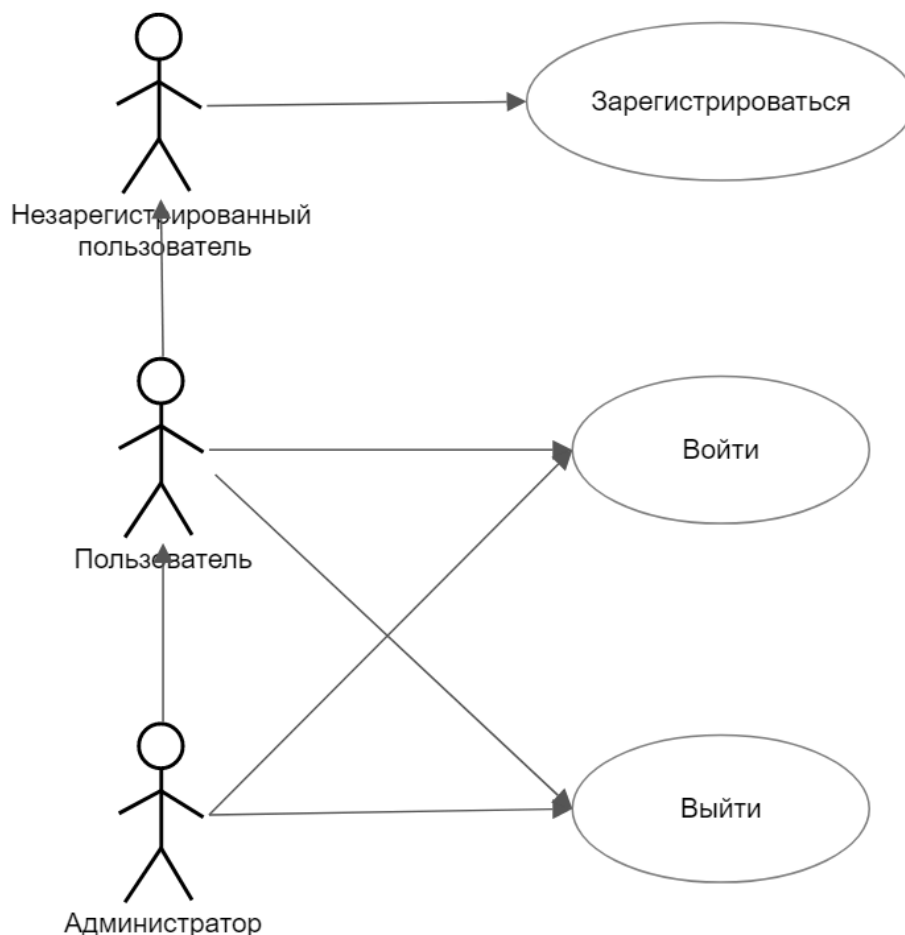 Зарегистрироваться
Незарегистрированный
пользователь
Войти
Пользователь
Выйти
Администратор